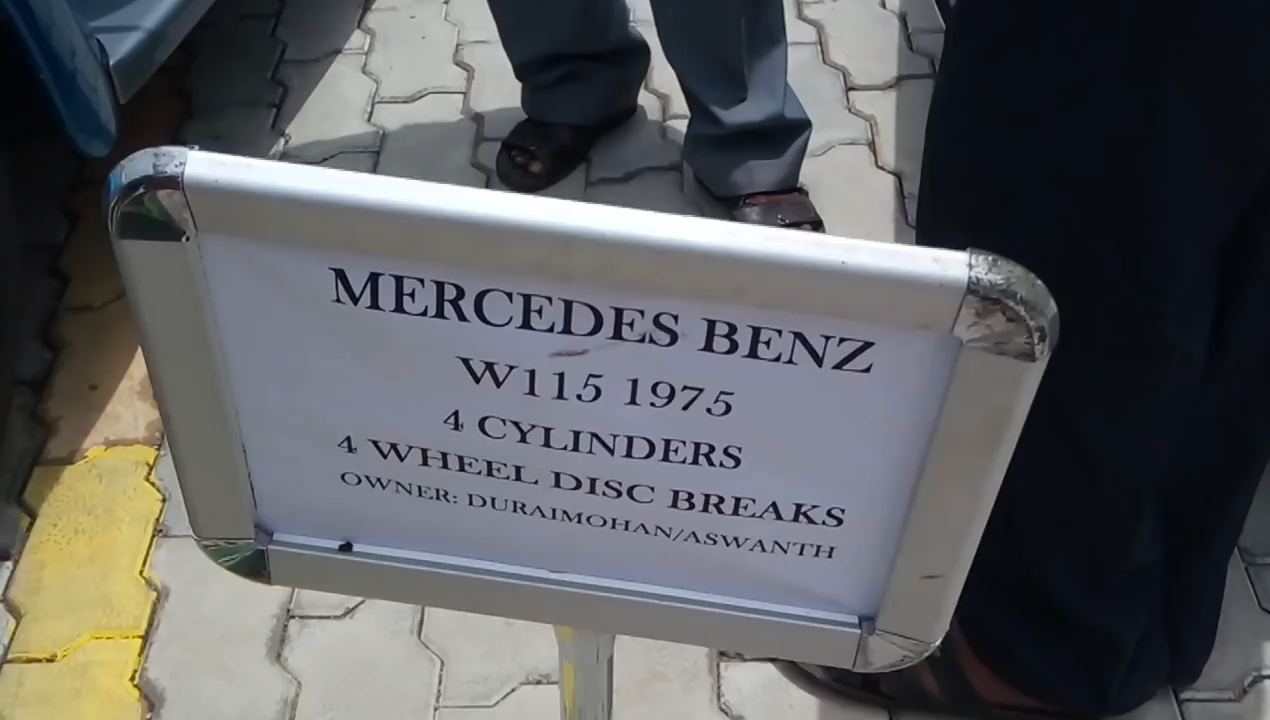 MERCEDES BENZ
W115 1975
4 CYLINDERS
4 WHEEL DISC BREAKS
OWNER: DURAIMOHAN/ASWANTH